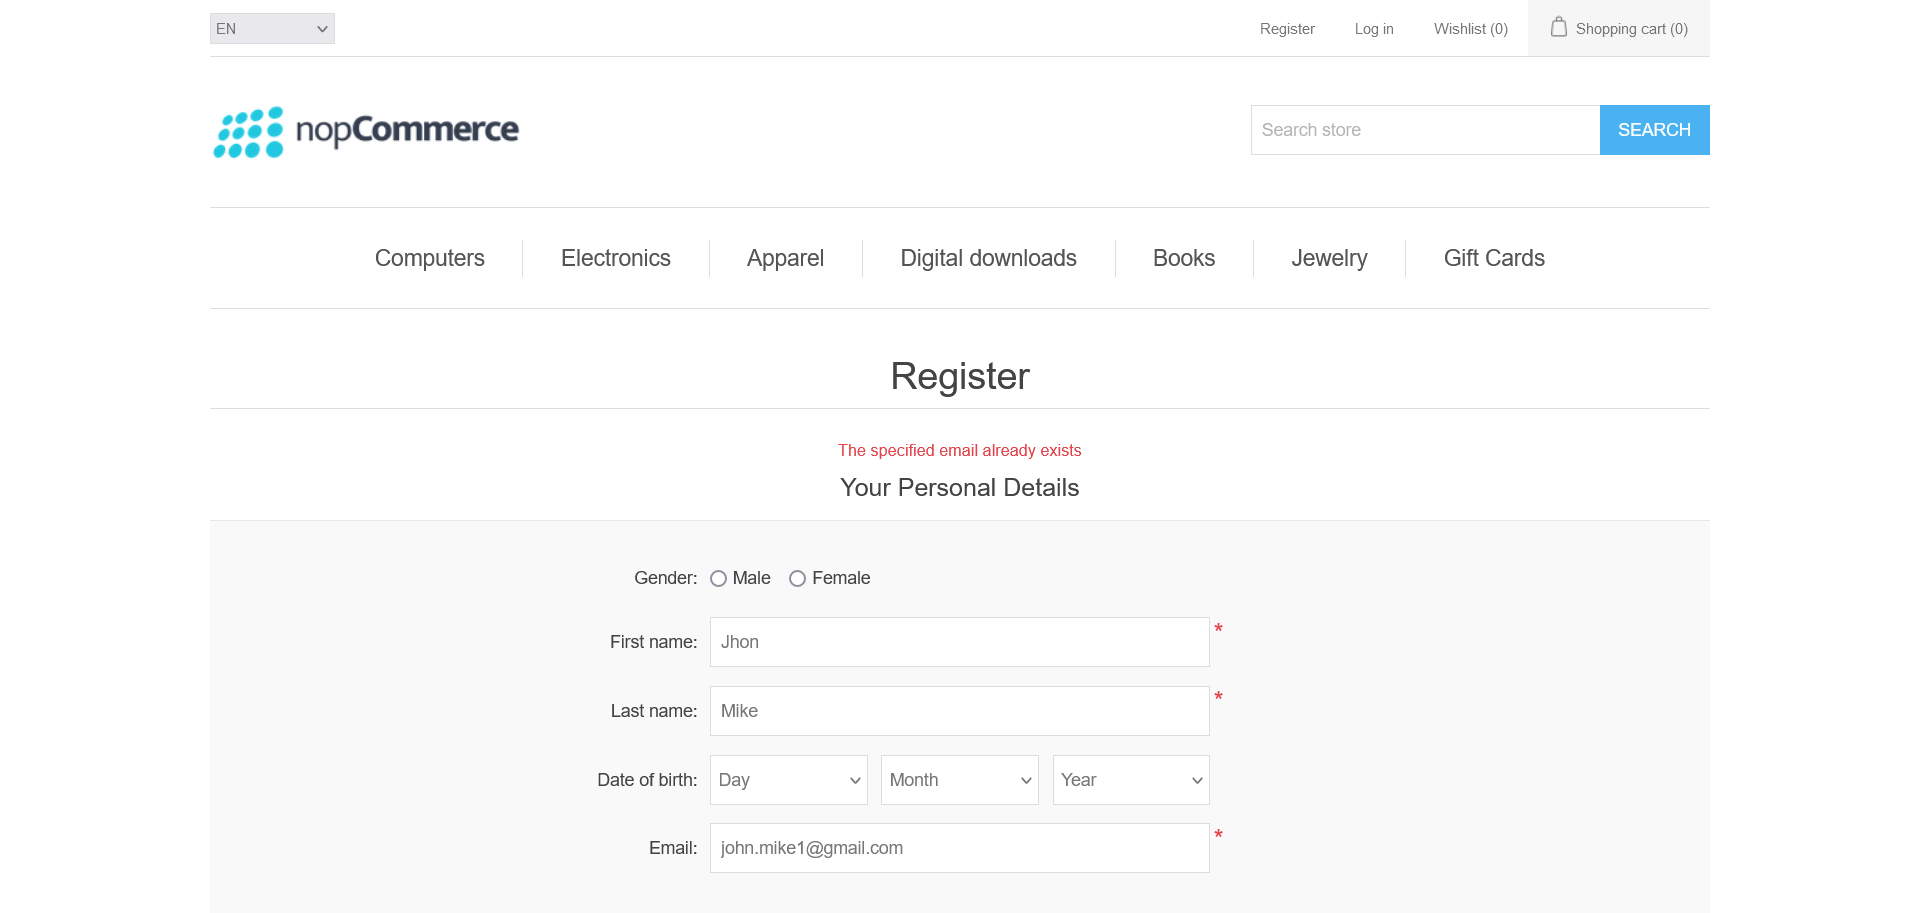 EN
Register Log in Wishlist (0) Shopping cart (0)
nopCommerce
Search store SEARCH
Computers Electronics Apparel Digital downloads Books Jewelry Gift Cards
Register
The specified email already exists
Your Personal Details
Gender: Male Female
First name: Jhon *
Last name: Mike *
Date of birth: Day Month Year
Email: john.mike1@gmail.com *